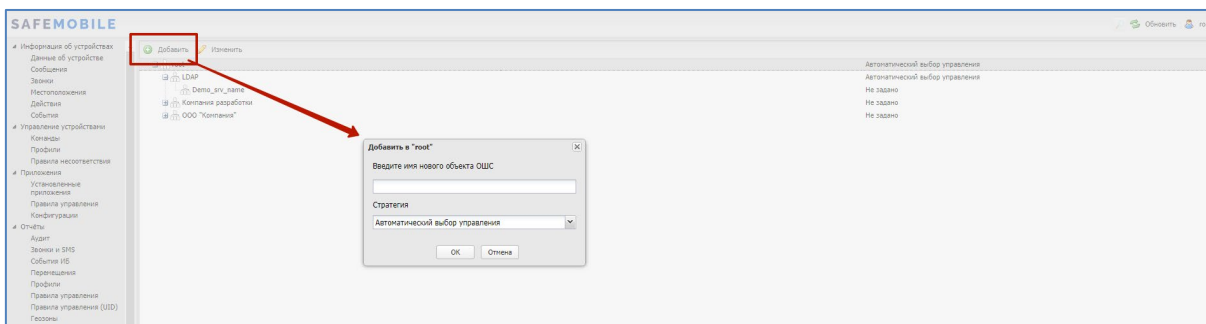 SAFEMOBILE
Обновить
Информация об устройствах
Данные об устройстве
Сообщения
Звонки
Местоположения
Действия
События
Управление устройствами
Команды
Профили
Правила несоответствия
Приложения
Установленные
приложения
Правила управления
Конфигурации
Отчёты
Аудит
Звонки и SMS
События ИБ
Перемещения
Профили
Правила управления
Правила управления (UID)
Геозоны
Добавить
Изменить
Автоматический выбор управления
LDAP
Автоматический выбор управления
Demo_srv_name
Не задано
Компания разработки
Не задано
ООО "Компания"
Не задано
Добавить в "root"
Введите имя нового объекта ОШС
Стратегия
Автоматический выбор управления
OK
Отмена